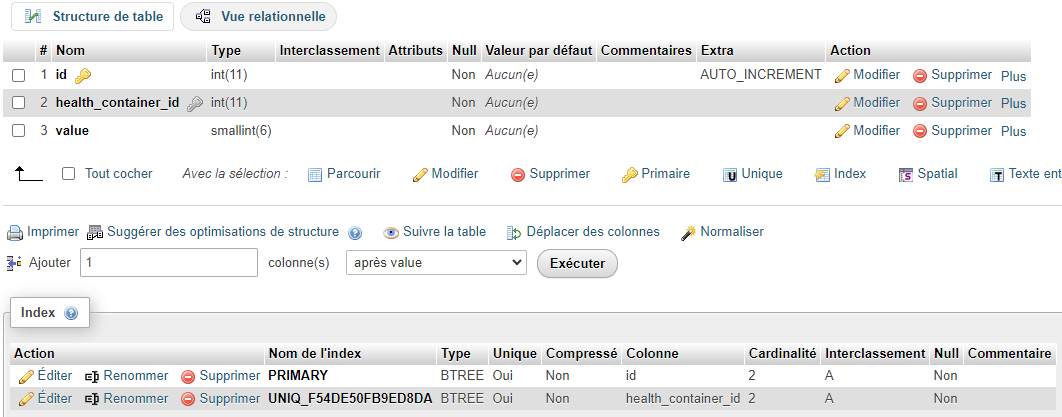 Structure de table Vue relationnelle
# Nom Type Interclassement Attributs Null Valeur par défaut Commentaires Extra Action
1 id int(11) Non Aucun(e) AUTO_INCREMENT Modifier Supprimer Plus
2 health_container_id int(11) Non Aucun(e) Modifier Supprimer Plus
3 value smallint(6) Non Aucun(e) Modifier Supprimer Plus
Tout cocher Avec la sélection : Parcourir Modifier Supprimer Primaire U Unique Index S Spatial T Texte ent
Imprimer Suggérer des optimisations de structure Suivre la table Déplacer des colonnes Normaliser
Ajouter 1 colonne(s) après value Exécuter
Index
Action Nom de l'index Type Unique Compressé Colonne Cardinalité Interclassement Null Commentaire
Éditer Renommer Supprimer PRIMARY BTREE Oui Non id 2 A Non
Éditer Renommer Supprimer UNIQ_F54DE50FB9ED8DA BTREE Oui Non health_container_id 2 A Non